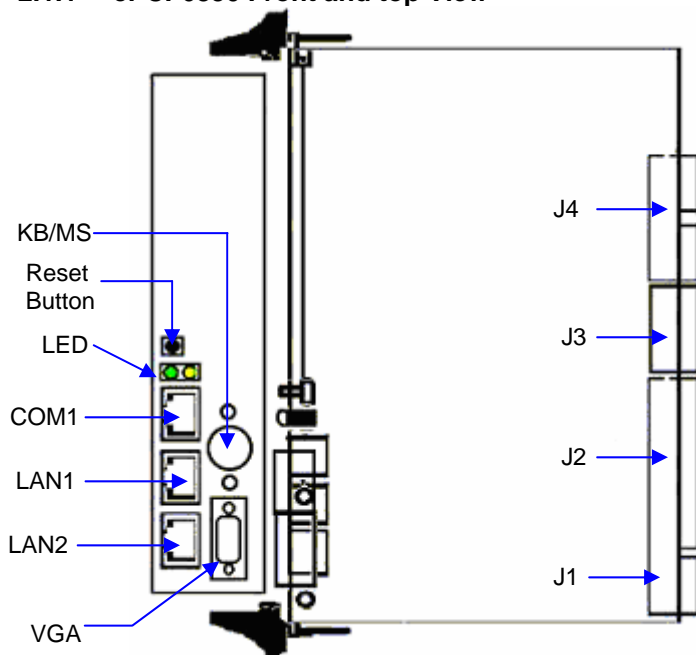 KB/MS
Reset
Button
LED
COM1
LAN1
LAN2
VGA
J4
J3
J2
J1